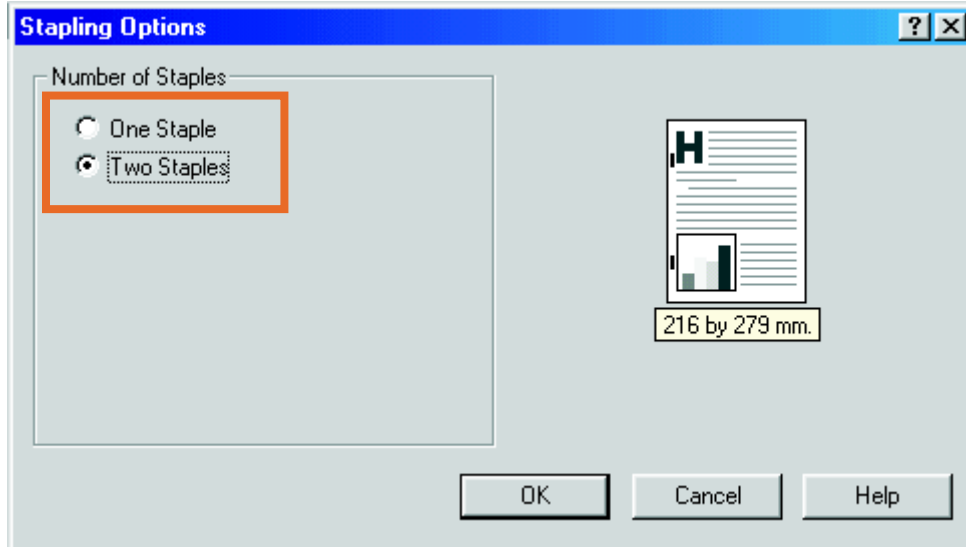 Stapling Options
Number of Staples
One Staple
Two Staples
H
216 by 279 mm.
OK Cancel Help